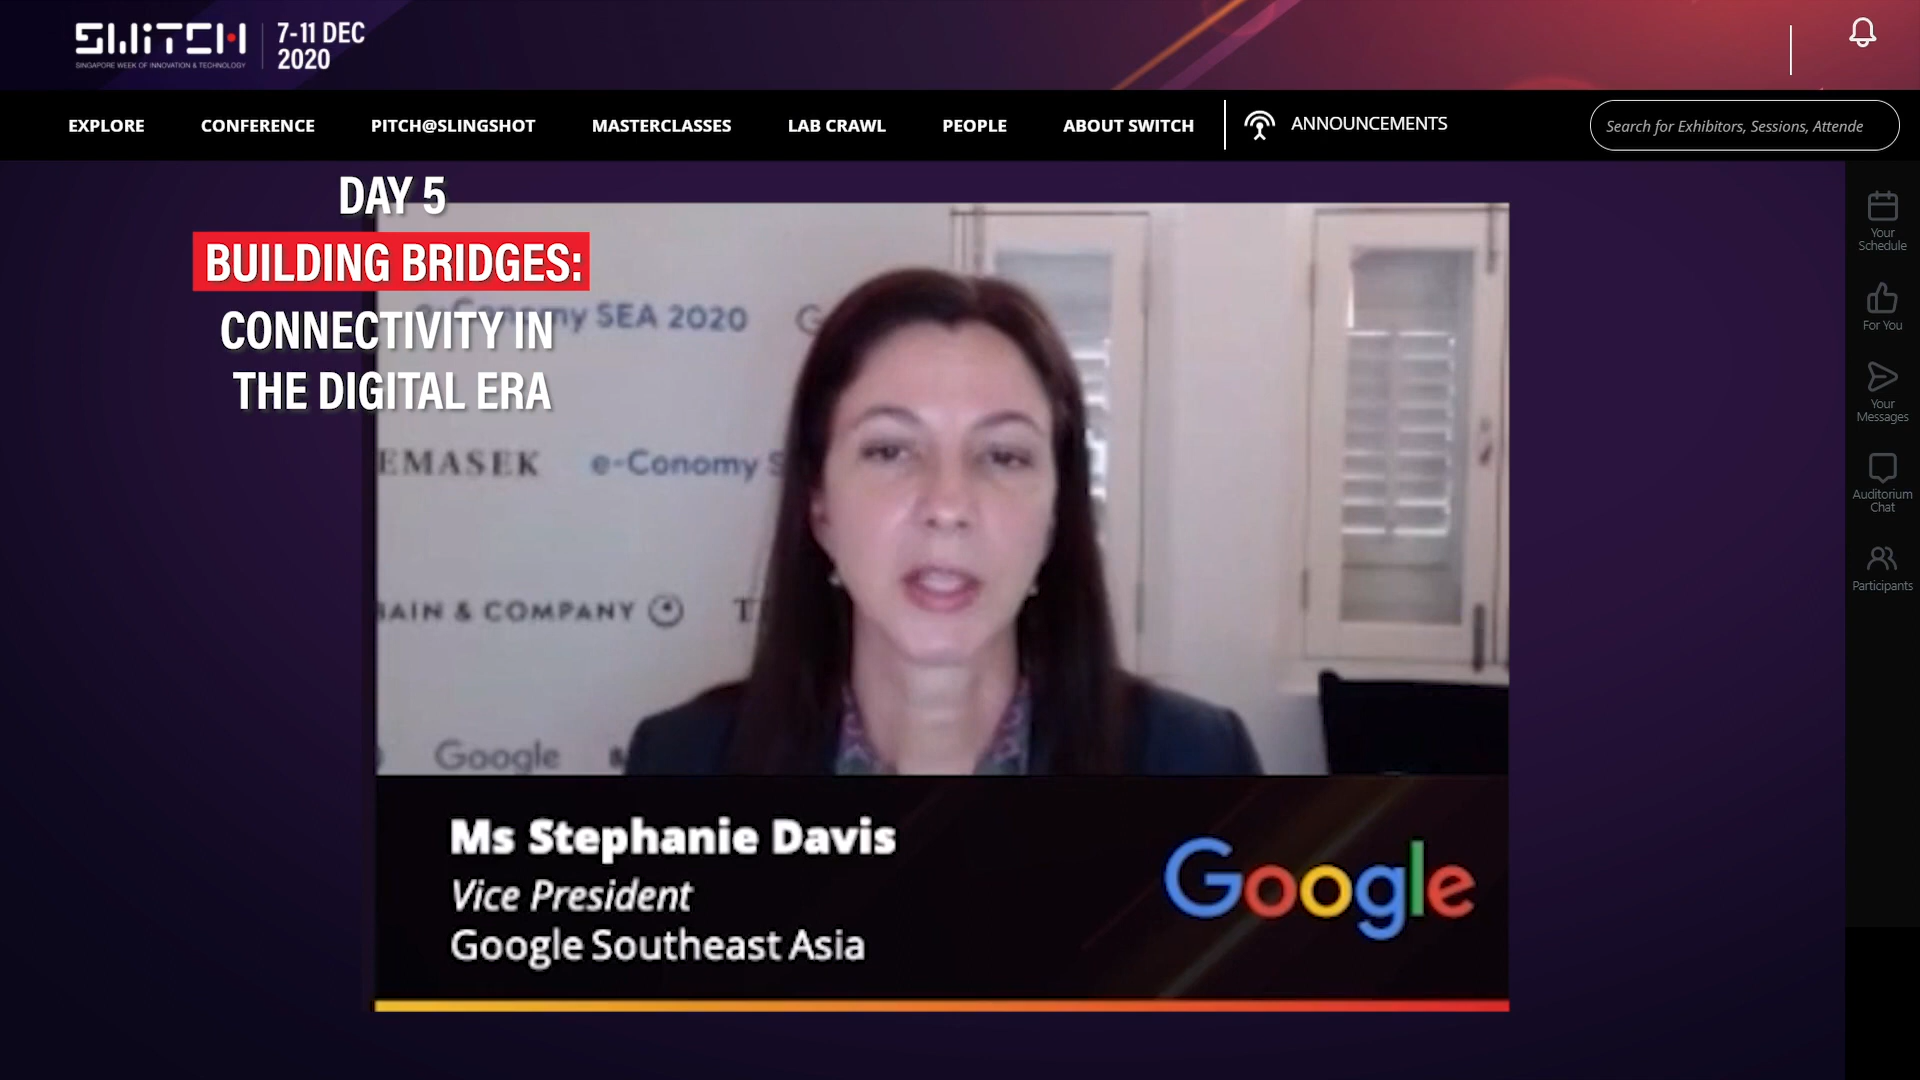 SWITCH
SINGAPORE WEEK OF INNOVATION & TECHNOLOGY
7-11 DEC
2020
EXPLORE
CONFERENCE
PITCH@SLINGSHOT
MASTERCLASSES
LAB CRAWL
PEOPLE
ABOUT SWITCH
ANNOUNCEMENTS
Search for Exhibitors, Sessions, Attende
DAY 5
BUILDING BRIDGES:
CONNECTIVITY IN
THE DIGITAL ERA
SEA 2020
EMASEK
e-Conomy
AIN & COMPANY
Google
Ms Stephanie Davis
Vice President
Google Southeast Asia
Google
Your
Schedule
For You
Your
Messages
Auditorium
Chat
Participants